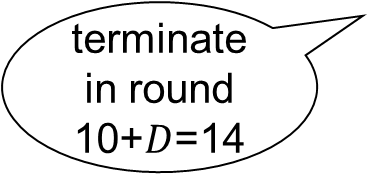 terminate
in round
10+D=14